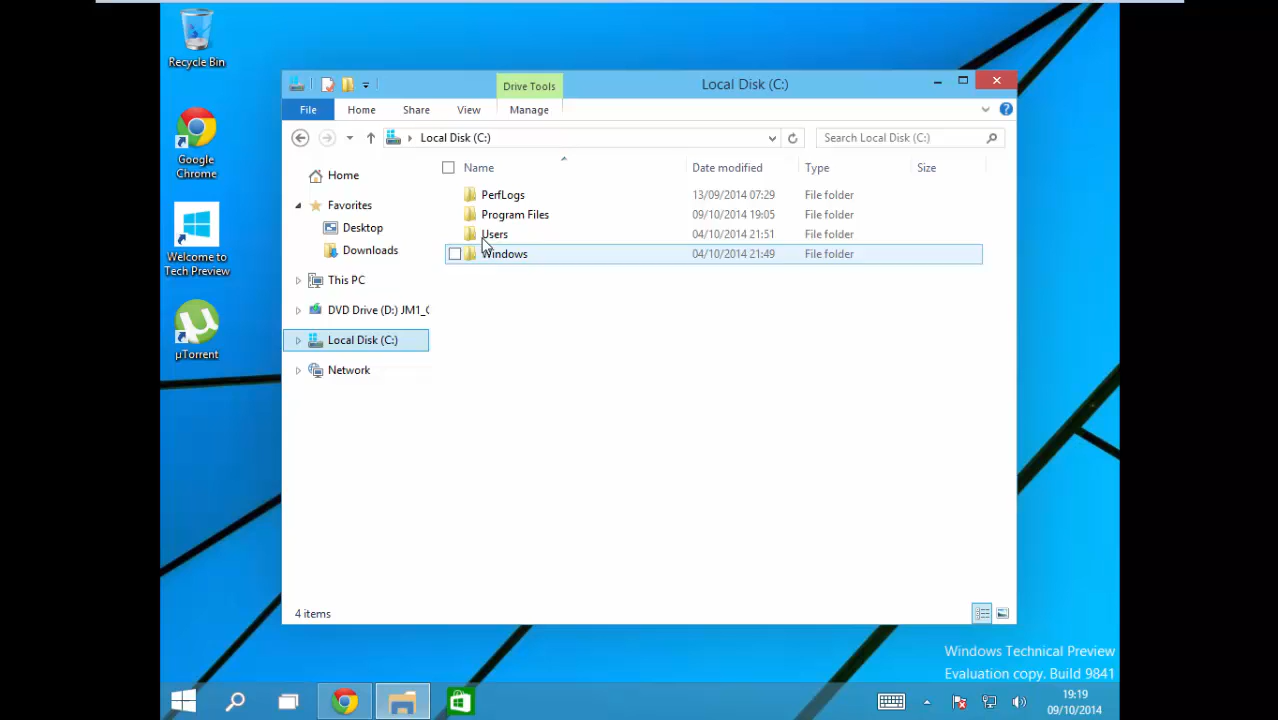 Recycle Bin
Google
Chrome
Welcome to
Tech Preview
µTorrent
Drive Tools
Local Disk (C:)
File
Home
Share
View
Manage
Local Disk (C:)
Search Local Disk (C:)
Home
Favorites
Desktop
Downloads
This PC
DVD Drive (D:) JM1_C
Local Disk (C:)
Network
Name Date modified Type Size
PerfLogs 13/09/2014 07:29 File folder
Program Files 09/10/2014 19:05 File folder
Users 04/10/2014 21:51 File folder
Windows 04/10/2014 21:49 File folder
4 items
Windows Technical Preview
Evaluation copy. Build 9841
19:19
09/10/2014